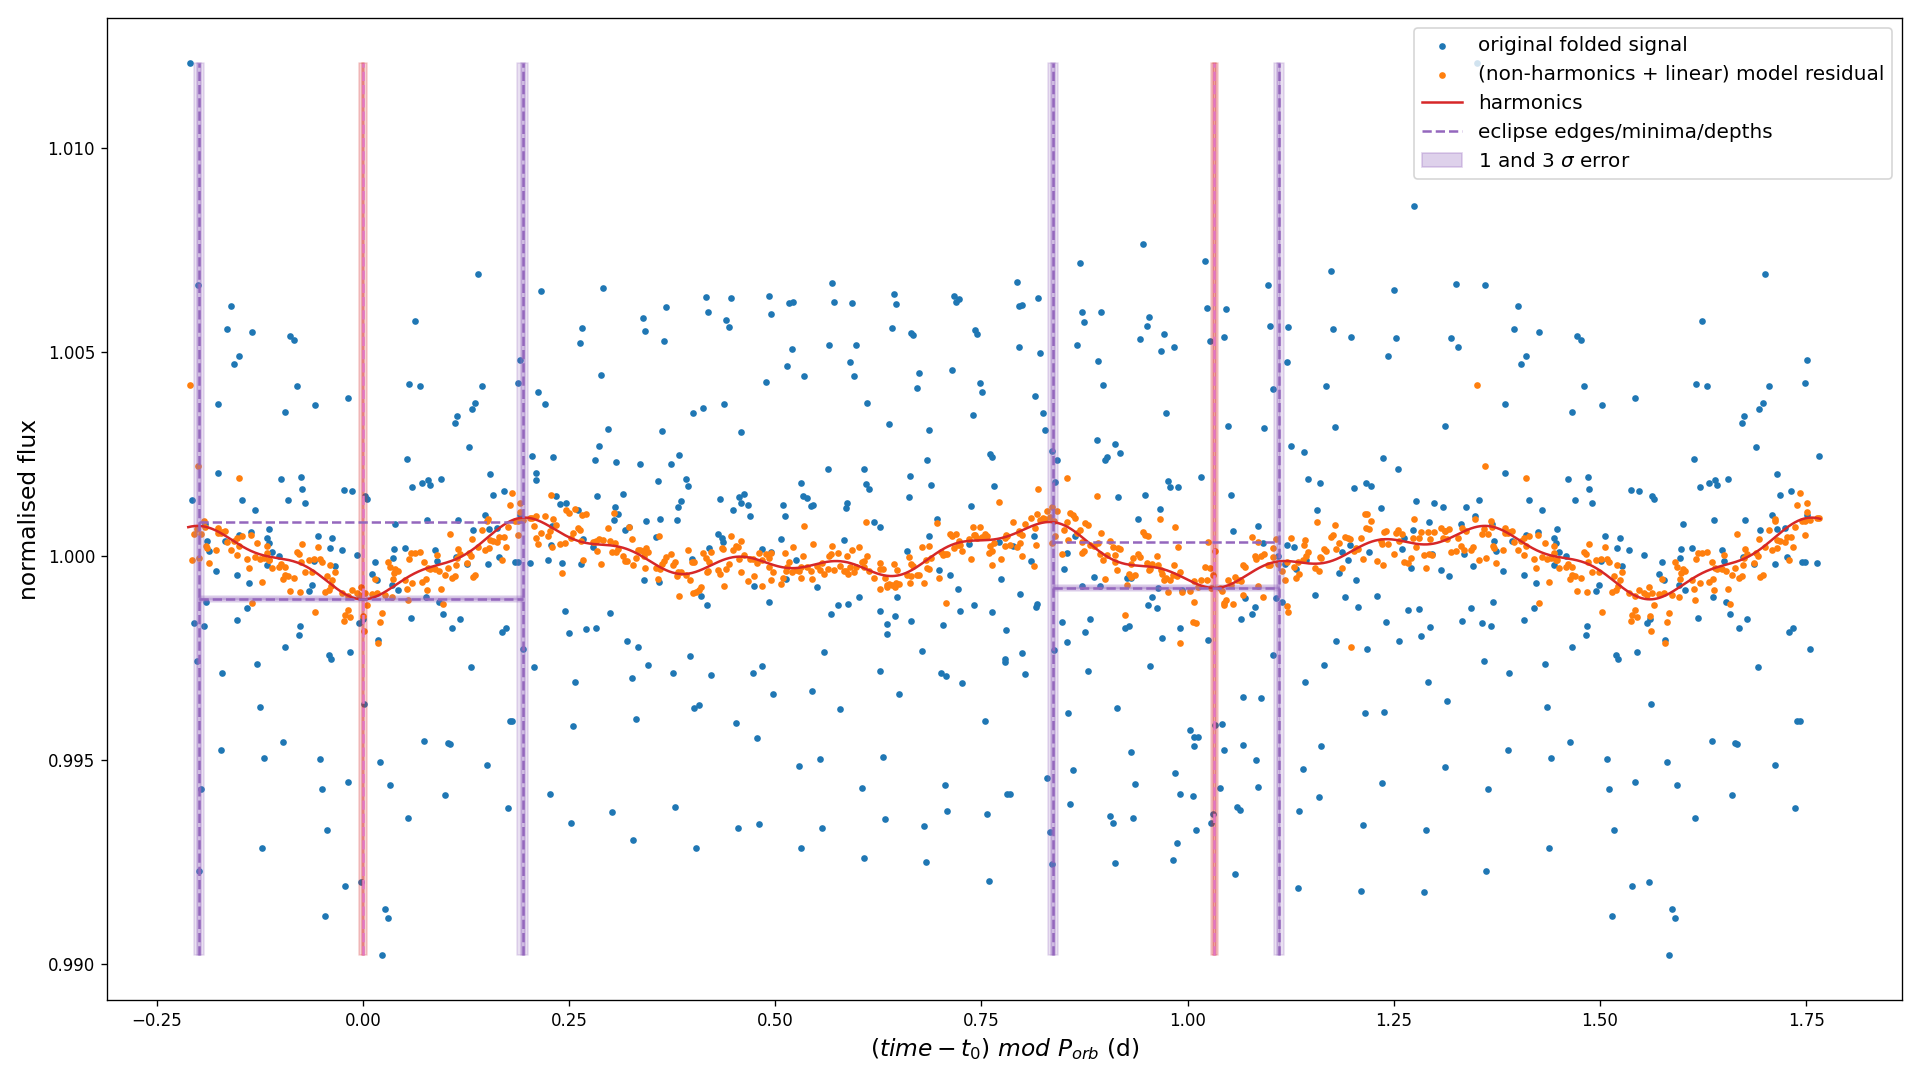 original folded signal
(non-harmonics + linear) model residual
harmonics
eclipse edges/minima/depths
1 and 3 σ error
normalised flux
1.010
1.005
1.000
0.995
0.990
−0.25 0.00 0.25 0.50 0.75 1.00 1.25 1.50 1.75
(time − t₀) mod P_orb (d)